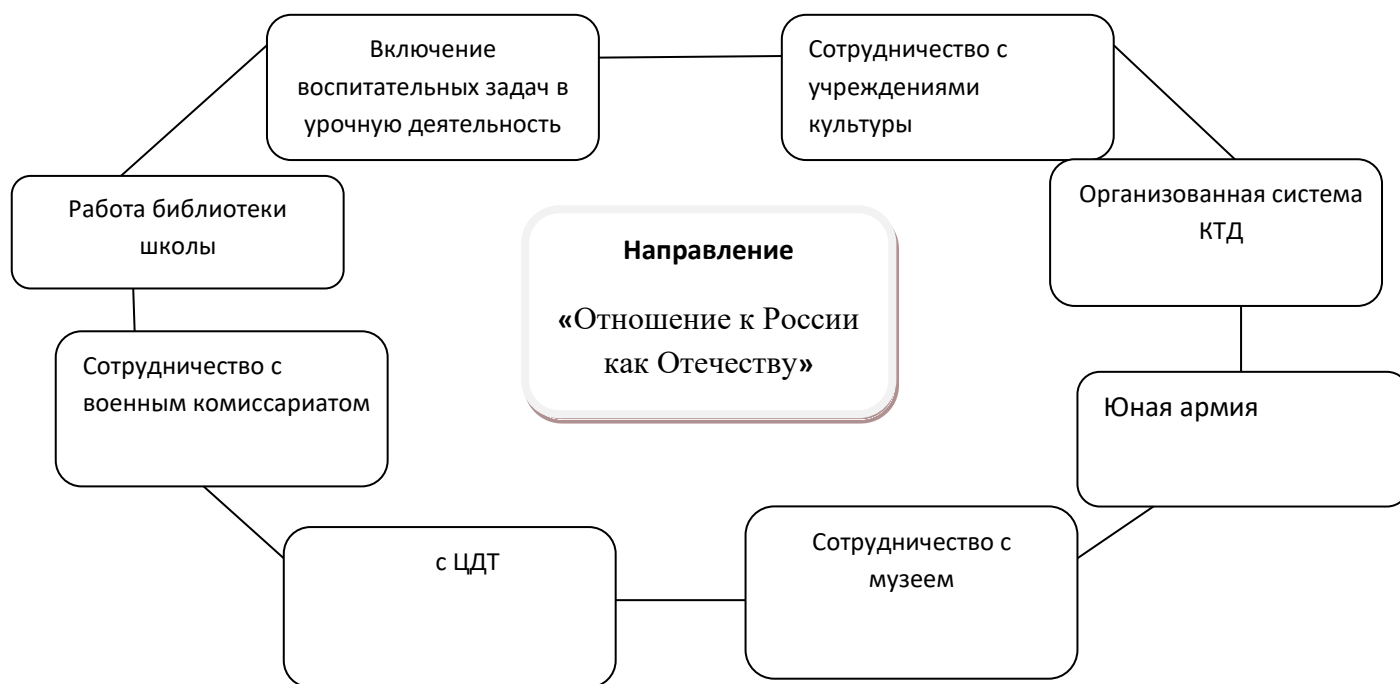 Включение
воспитательных задач в
урочную деятельность
Сотрудничество с
учреждениями
культуры
Работа библиотеки
школы
Организованная система
КТД
Направление
«Отношение к России
как Отечеству»
Сотрудничество с
военным комиссариатом
Юная армия
с ЦДТ
Сотрудничество с
музеем